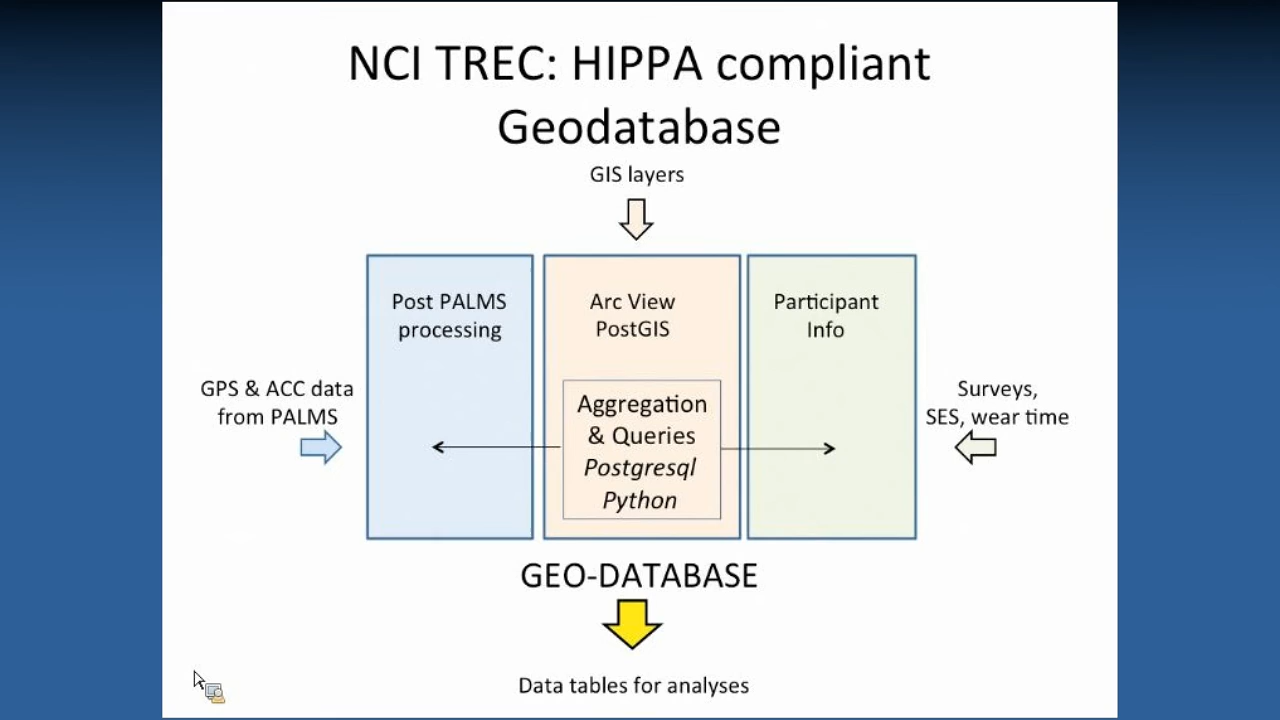 NCI TREC: HIPPA compliant
Geodatabase
GIS layers
Post PALMS
processing
Arc View
PostGIS
Participant
Info
GPS & ACC data
from PALMS
Aggregation
& Queries
Postgresql
Python
Surveys,
SES, wear time
GEO-DATABASE
Data tables for analyses